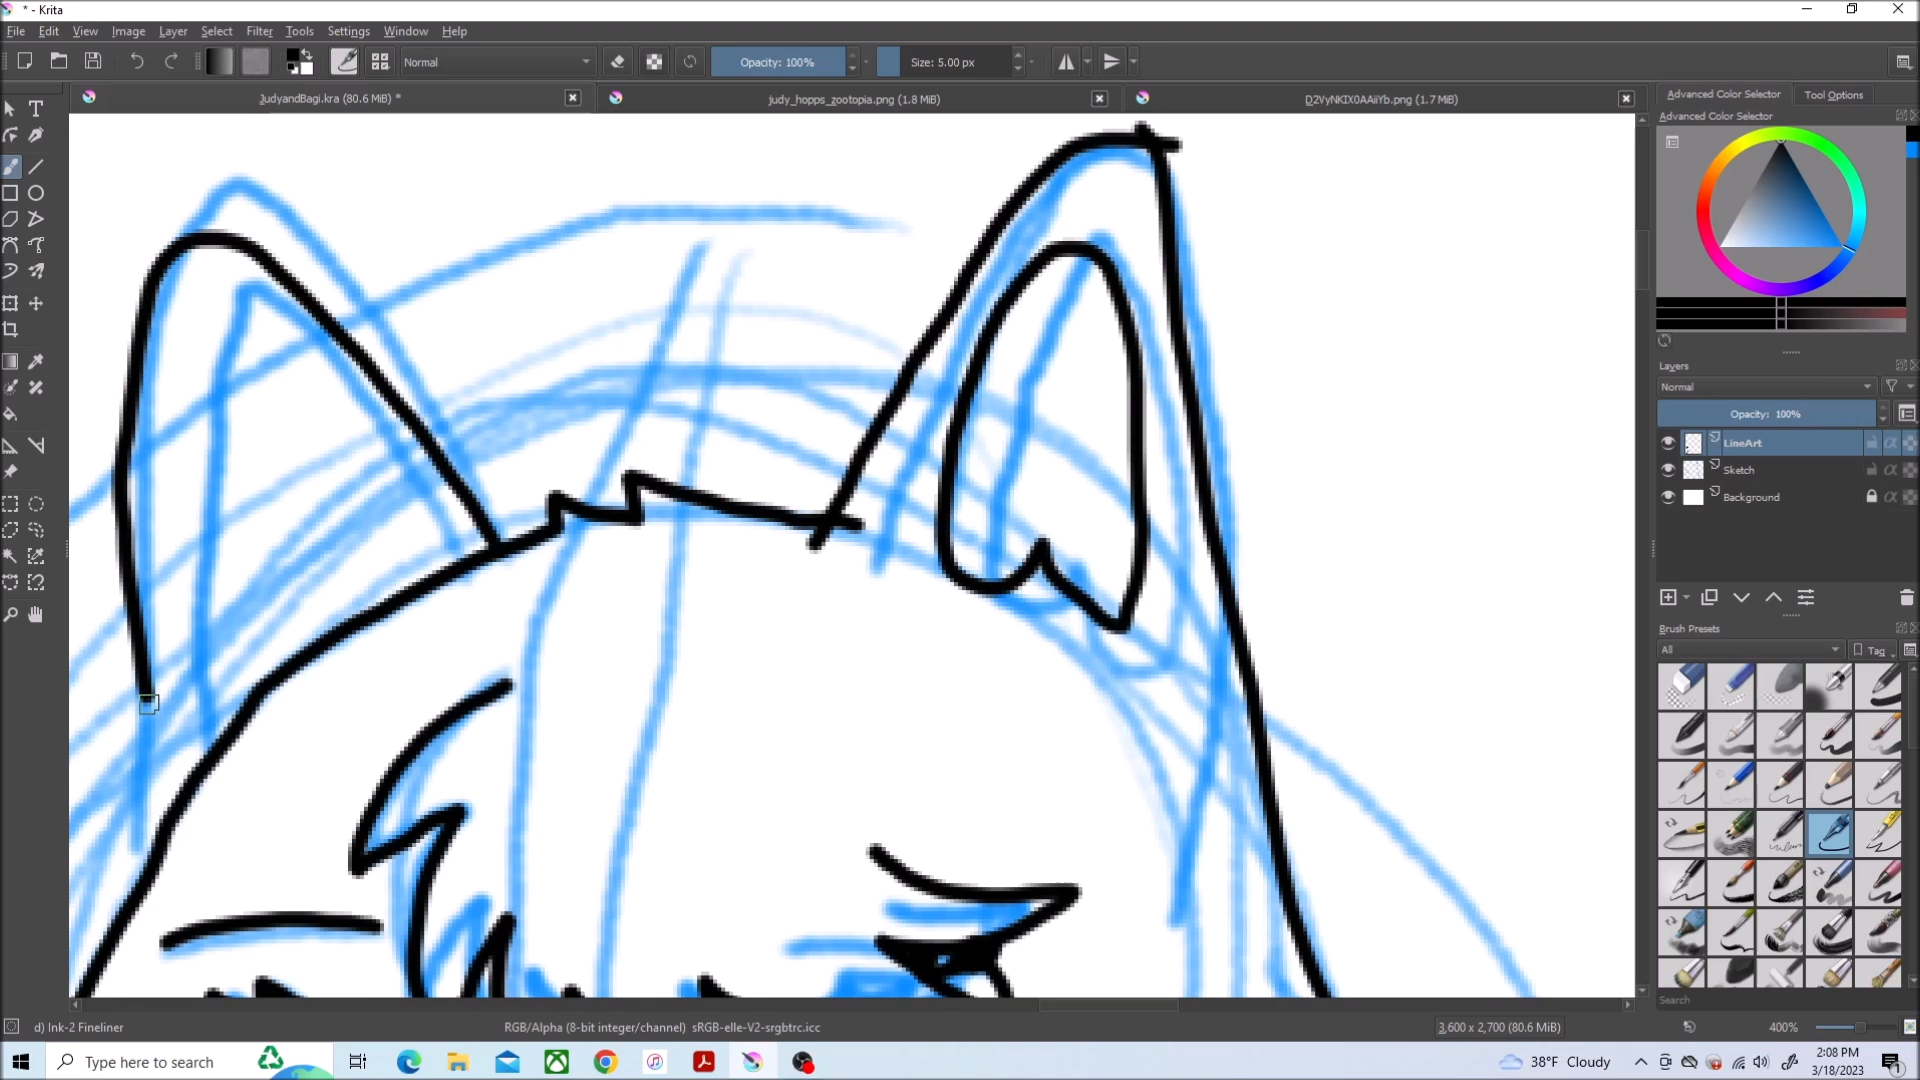 * - Krita
File Edit View Image Layer Select Filter Tools Settings Window Help
Normal
Opacity: 100%
Size: 5.00 px
JudyandBagi.kra (80.6 MiB) *
judy_hopps_zootopia.png (1.8 MiB)
D2VyNKIX0AAiiYb.png (1.7 MiB)
Advanced Color Selector
Tool Options
Advanced Color Selector
Layers
Normal
Opacity: 100%
LineArt
Sketch
Background
Brush Presets
All
Tag
Search
d) Ink-2 Fineliner
RGB/Alpha (8-bit integer/channel) sRGB-elle-V2-srgbtrc.icc
3,600 x 2,700 (80.6 MiB)
400%
Type here to search
38°F Cloudy
2:08 PM
3/18/2023
1